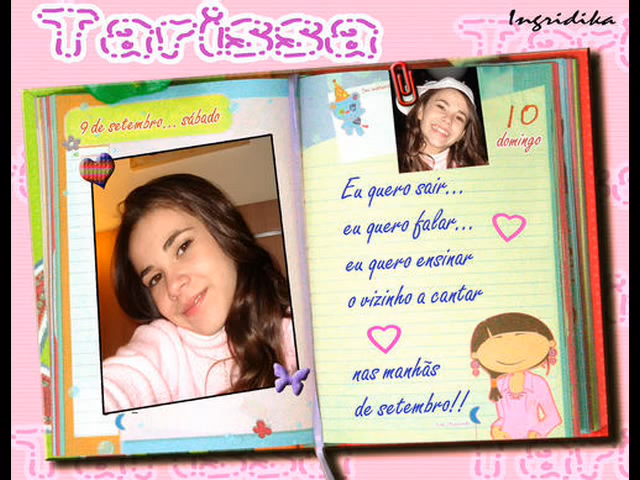 Tarissa
Ingridika
9 de setembro... sábado
10
domingo
Eu quero sair...
eu quero falar...
eu quero ensinar
o vizinho a cantar
nas manhãs
de setembro!!